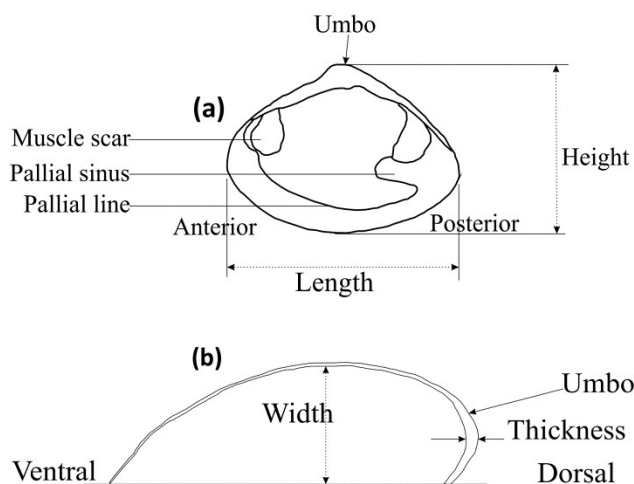 Umbo
(a)
Muscle scar
Pallial sinus
Pallial line
Height
Anterior
Posterior
Length
(b)
Umbo
Width
Thickness
Ventral
Dorsal